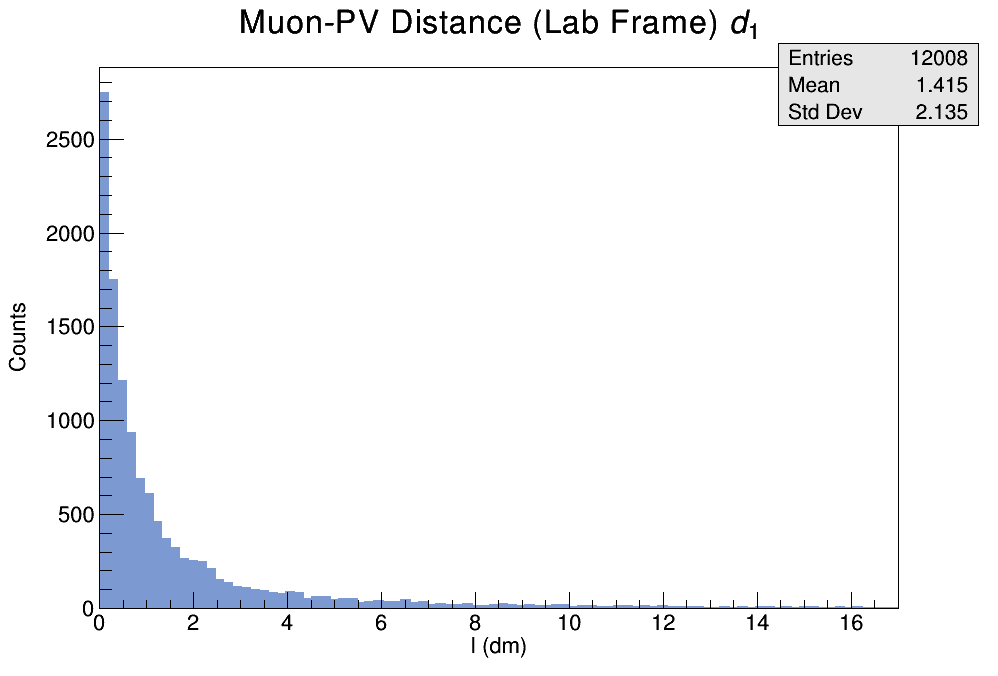 Muon-PV Distance (Lab Frame) d₁
Entries 12008
Mean 1.415
Std Dev 2.135
Counts
2500
2000
1500
1000
500
0
0 2 4 6 8 10 12 14 16
l (dm)